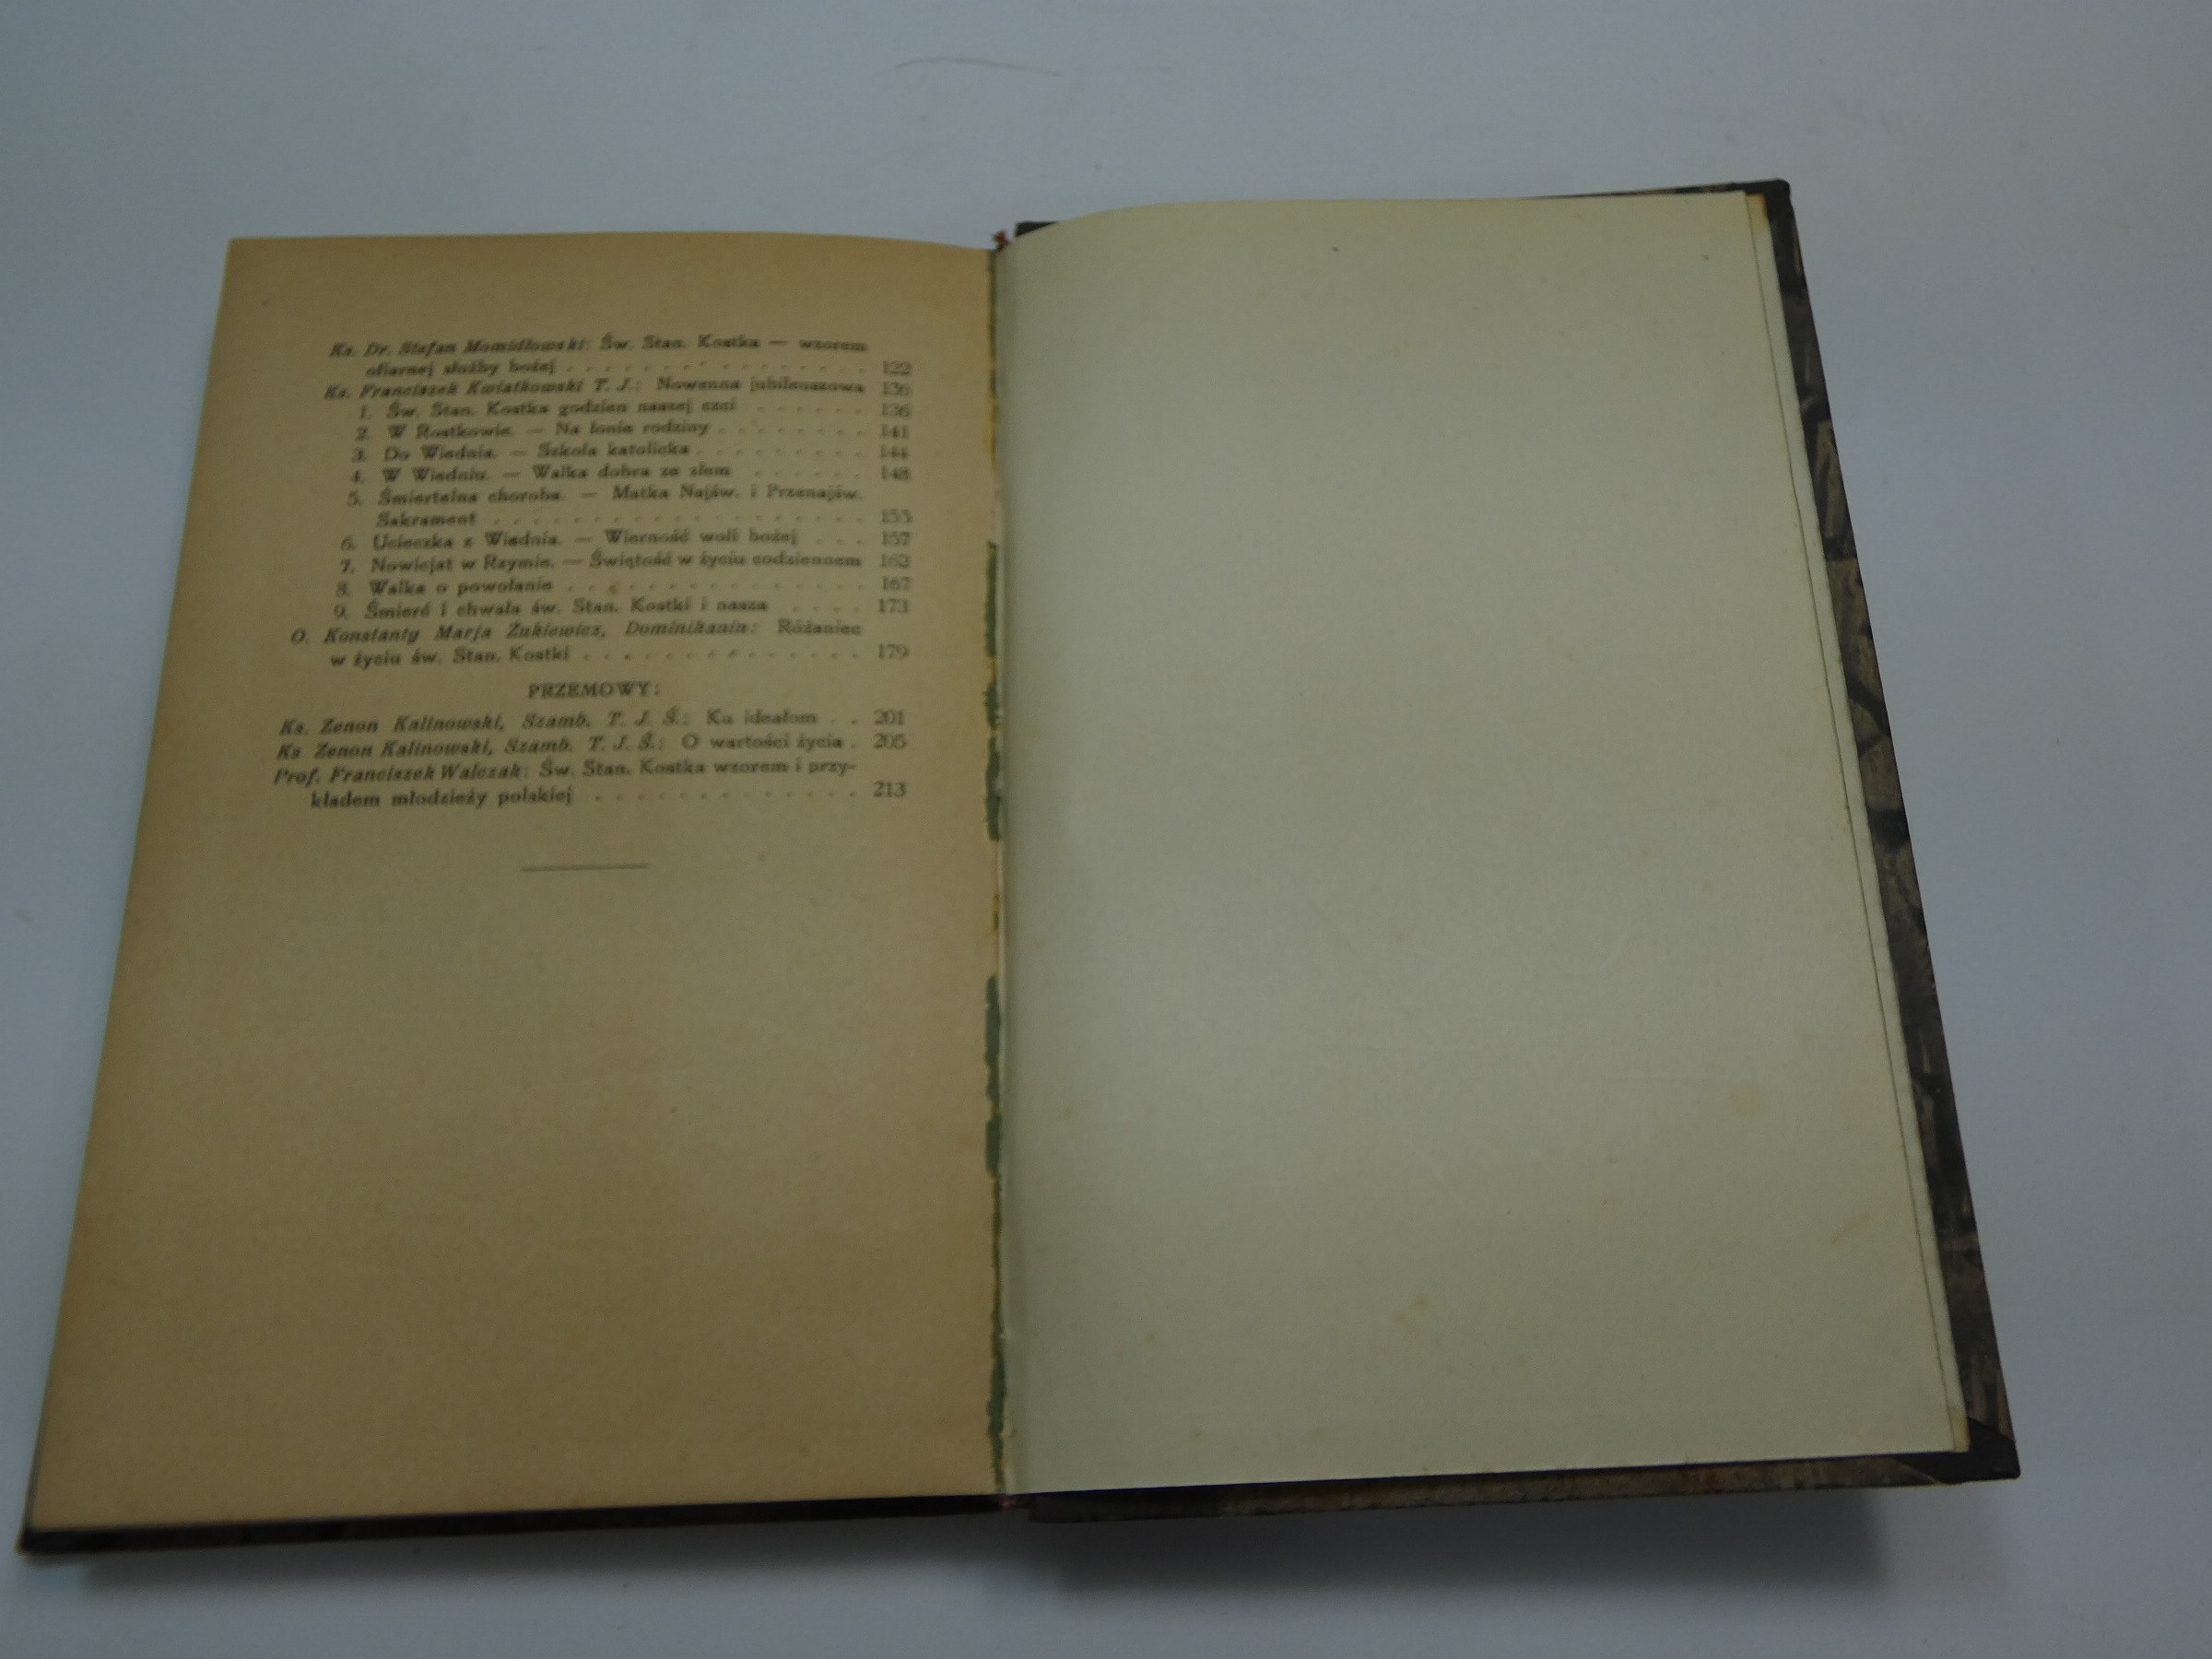 Ks. Dr. Stefan Momidłowski: Św. Stan. Kostka — wzorem
ofiarnej służby bożej . . . . . . . . . . . . . . 122
Ks. Franciszek Kwiatkowski T. J.: Nowenna jubileuszowa 136
1. Św. Stan. Kostka godzien naszej czci . . . . . 136
2. W Rostkowie. — Na łonie rodziny . . . . . . . 141
3. Do Wiednia. — Szkoła katolicka . . . . . . . . 144
4. W Wiedniu. — Walka dobra ze złem . . . . . 148
5. Śmiertelna choroba. — Matka Najśw. i Przenajśw.
Sakrament . . . . . . . . . . . . . . . . . .
6. Ucieczka z Wiednia. — Wierność woli bożej . . . 157
7. Nowicjat w Rzymie. — Świętość w życiu codziennem 162
8. Walka o powołanie . . . . . . . . . . . . . . 167
9. Śmierć i chwała św. Stan. Kostki i nasza . . . . 173
O. Konstanty Marja Żukiewicz, Dominikanin: Różaniec
w życiu św. Stan. Kostki . . . . . . . . . . . . . . 179
PRZEMOWY:
Ks. Zenon Kalinowski, Szamb. T. J. Ś.: Ku ideałom . . 201
Ks Zenon Kalinowski, Szamb. T. J. Ś.: O wartości życia . 205
Prof. Franciszek Walczak: Św. Stan. Kostka wzorem i przy-
kładem młodzieży polskiej . . . . . . . . . . . . . 213